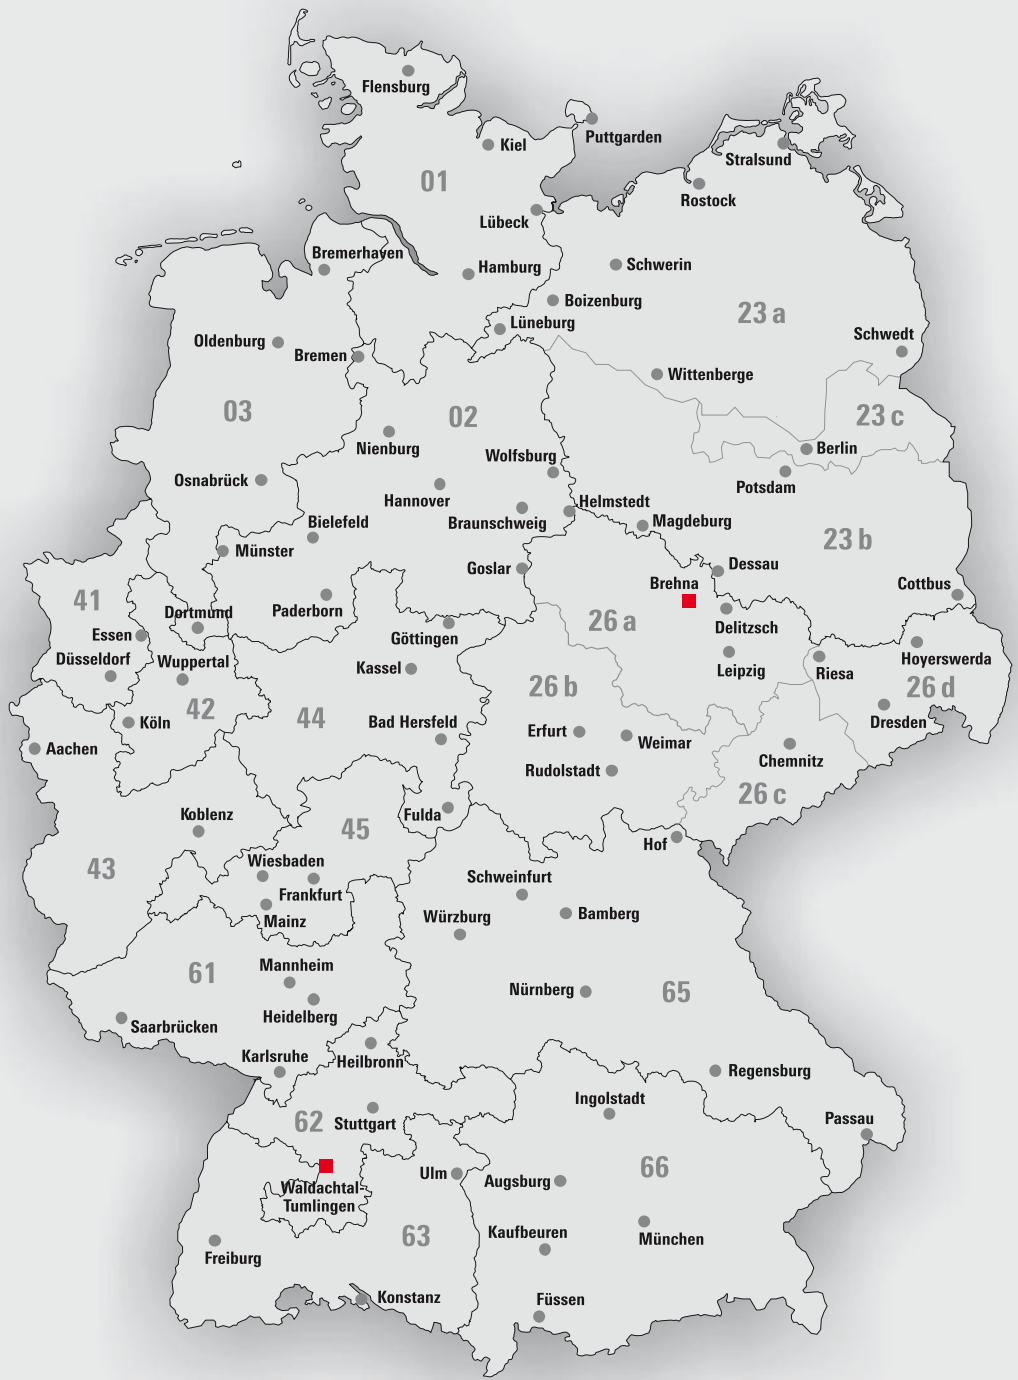 Flensburg
Puttgarden
Kiel
Stralsund
01
Rostock
Lübeck
Bremerhaven
Hamburg
Schwerin
Boizenburg
23 a
Lüneburg
Schwedt
Oldenburg
Bremen
Wittenberge
03
02
23 c
Nienburg
Berlin
Wolfsburg
Osnabrück
Potsdam
Hannover
Helmstedt
Bielefeld
Braunschweig
Magdeburg
23 b
Münster
Goslar
Dessau
Brehna
Cottbus
41
Dortmund
Paderborn
26 a
Delitzsch
Essen
Göttingen
Düsseldorf
Wuppertal
Kassel
Leipzig
Riesa
Hoyerswerda
26 b
26 d
42
44
Köln
Bad Hersfeld
Dresden
Aachen
Erfurt
Weimar
Chemnitz
Rudolstadt
26 c
Koblenz
Fulda
45
Hof
Wiesbaden
43
Schweinfurt
Frankfurt
Mainz
Würzburg
Bamberg
Mannheim
61
Nürnberg
65
Heidelberg
Saarbrücken
Karlsruhe
Heilbronn
Regensburg
Ingolstadt
62
Stuttgart
Passau
66
Ulm
Augsburg
Waldachtal-
Tumlingen
63
Kaufbeuren
München
Freiburg
Konstanz
Füssen